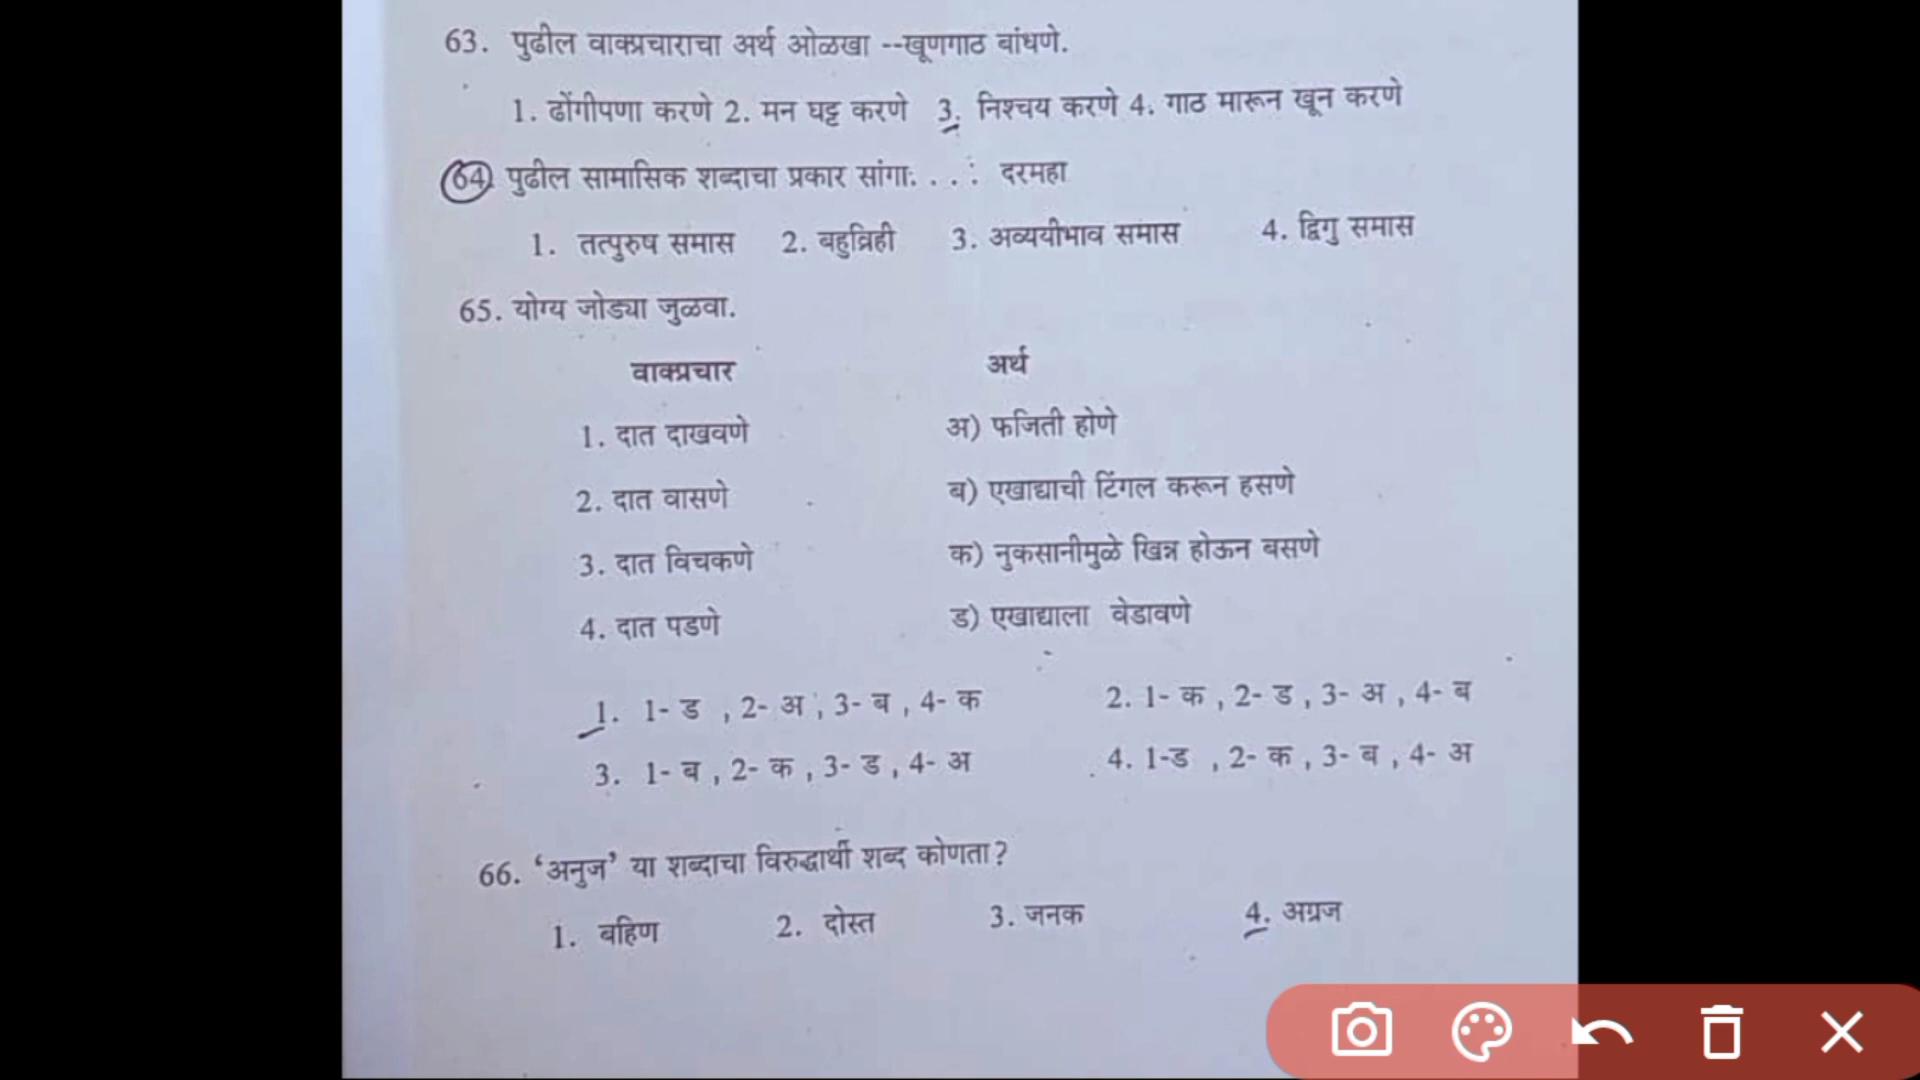 63. पुढील वाक्प्रचाराचा अर्थ ओळखा --खूणगाठ बांधणे.
1. ढोंगीपणा करणे 2. मन घट्ट करणे 3. निश्चय करणे 4. गाठ मारून खून करणे
64. पुढील सामासिक शब्दाचा प्रकार सांगा. . . : दरमहा
1. तत्पुरुष समास 2. बहुव्रिही 3. अव्ययीभाव समास 4. द्विगु समास
65. योग्य जोड्या जुळवा.
वाक्प्रचार अर्थ
1. दात दाखवणे अ) फजिती होणे
2. दात वासणे ब) एखाद्याची टिंगल करून हसणे
3. दात विचकणे क) नुकसानीमुळे खिन्न होऊन बसणे
4. दात पडणे ड) एखाद्याला वेडावणे
1. 1- ड , 2- अ , 3- ब , 4- क 2. 1- क , 2- ड , 3- अ , 4- ब
3. 1- ब , 2- क , 3- ड , 4- अ 4. 1-ड , 2- क , 3- ब , 4- अ
66. ‘अनुज’ या शब्दाचा विरुद्धार्थी शब्द कोणता?
1. बहिण 2. दोस्त 3. जनक 4. अग्रज